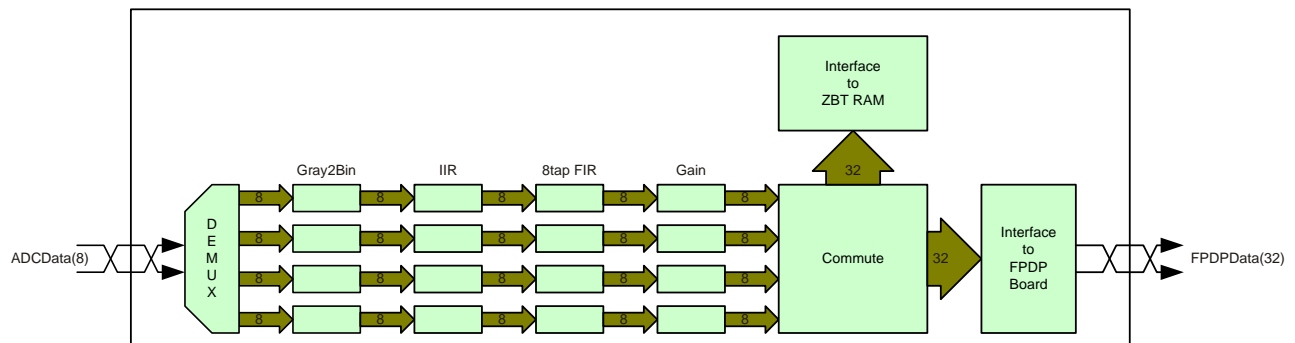 Interface
to
ZBT RAM
32
Gray2Bin IIR 8tap FIR Gain
8 8 8 8 8
D
E
M
U
X
8 8 8 8 8
8 8 8 8 8
8 8 8 8 8
ADCData(8)
Commute
32
Interface
to
FPDP
Board
FPDPData(32)